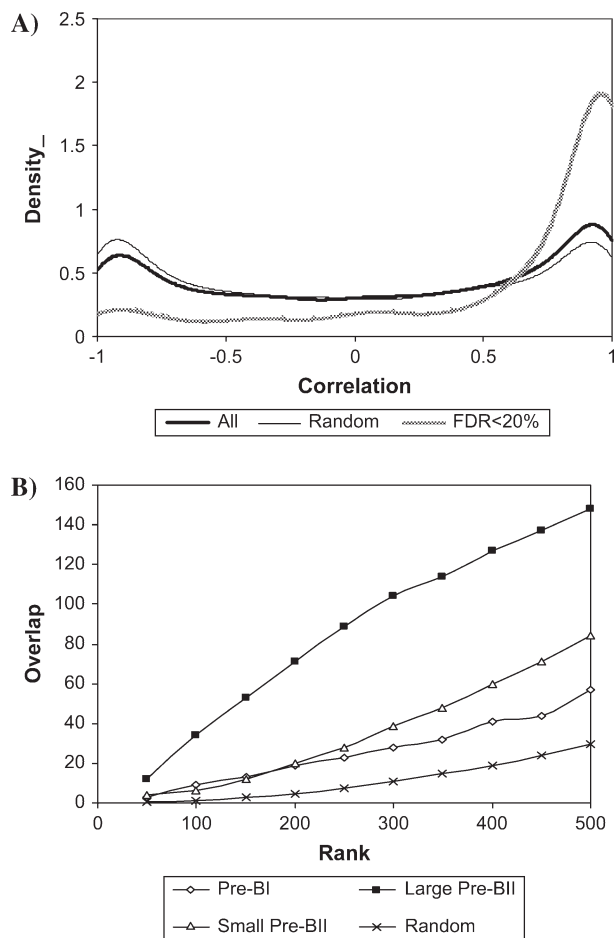 A)
Density_
2.5
2
1.5
1
0.5
0
-1
-0.5
0
0.5
1
Correlation
All
Random
FDR<20%
B)
Overlap
160
140
120
100
80
60
40
20
0
0
100
200
300
400
500
Rank
Pre-BI
Large Pre-BII
Small Pre-BII
Random